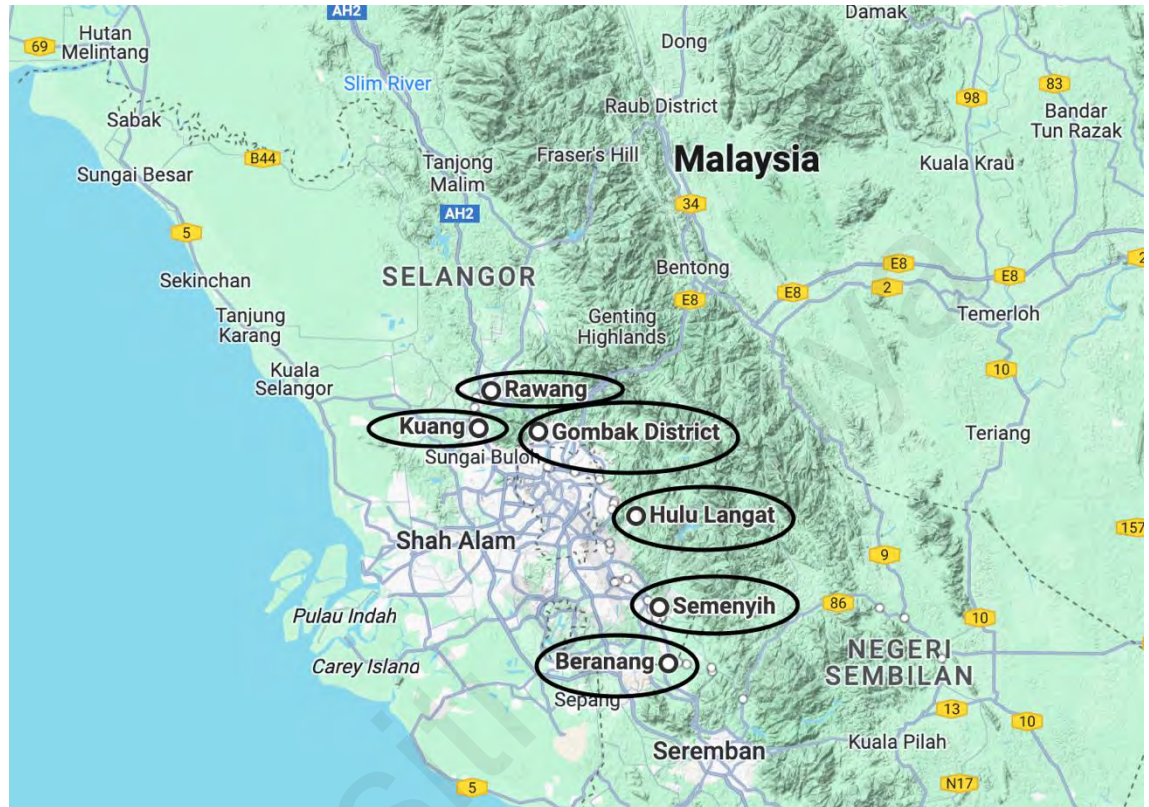 AH2
Damak
Hutan
Melintang
69
Dong
Slim River
83
98
Raub District
Bandar
Tun Razak
Sabak
B44
Tanjong
Malim
Fraser's Hill
Malaysia
Kuala Krau
Sungai Besar
34
AH2
5
SELANGOR
Bentong
E8
2
Sekinchan
E8
E8
E8
2
Tanjung
Karang
Genting
Highlands
Temerloh
Kuala
Selangor
10
Rawang
Kuang
Gombak District
Teriang
Sungai Buloh
Hulu Langat
157
Shah Alam
9
Semenyih
86
Pulau Indah
10
NEGERI
SEMBILAN
Beranang
Carey Island
Sepang
13
10
Seremban
Kuala Pilah
5
N17